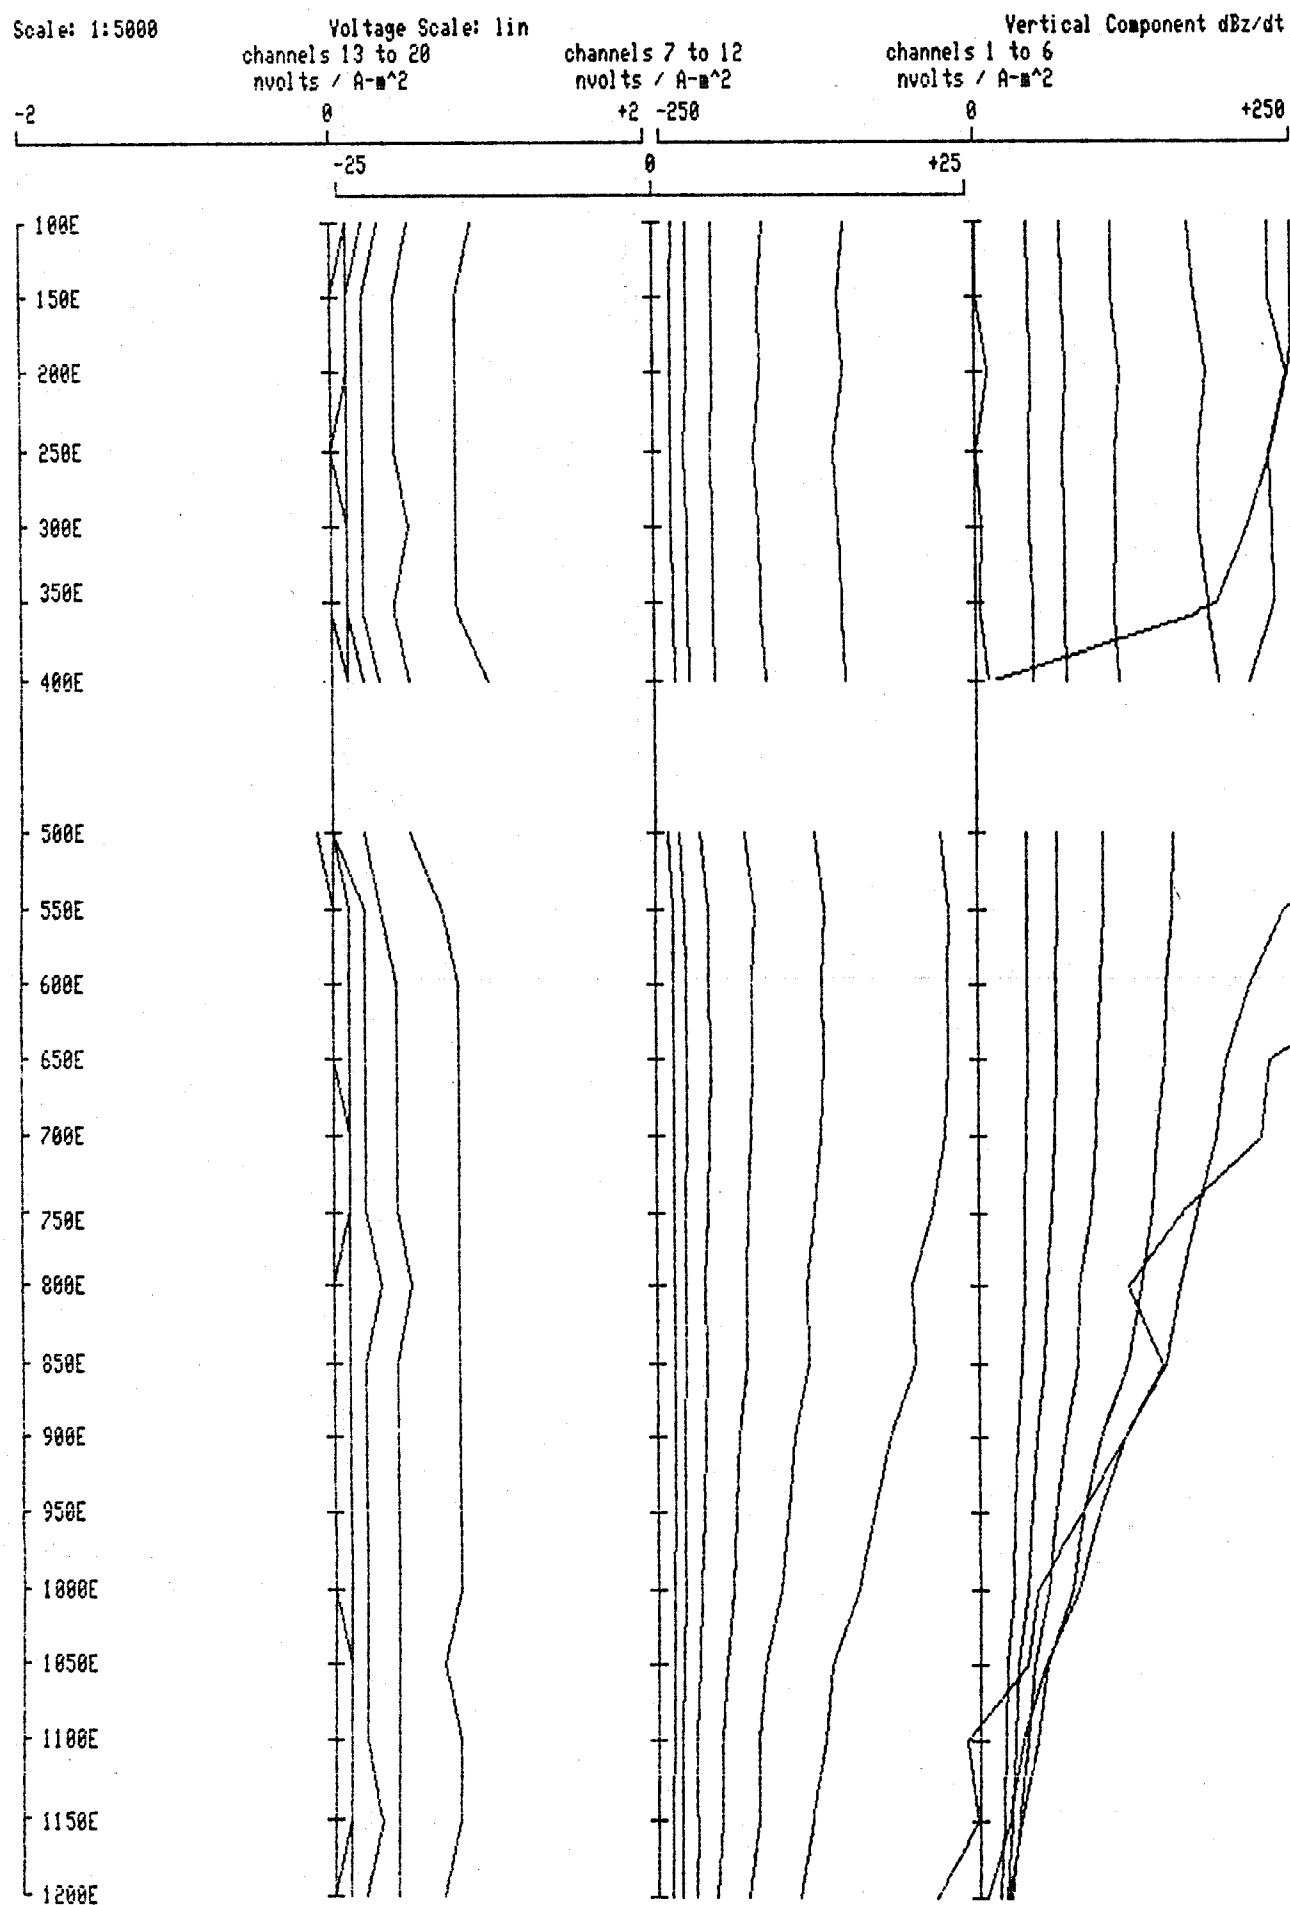 Scale: 1:5000 Voltage Scale: lin Vertical Component dBz/dt
channels 13 to 20 channels 7 to 12 channels 1 to 6
nvolts / A-m^2 nvolts / A-m^2 nvolts / A-m^2
-2 0 +2 -250 0 +250
-25 0 +25
100E
150E
200E
250E
300E
350E
400E
500E
550E
600E
650E
700E
750E
800E
850E
900E
950E
1000E
1050E
1100E
1150E
1200E